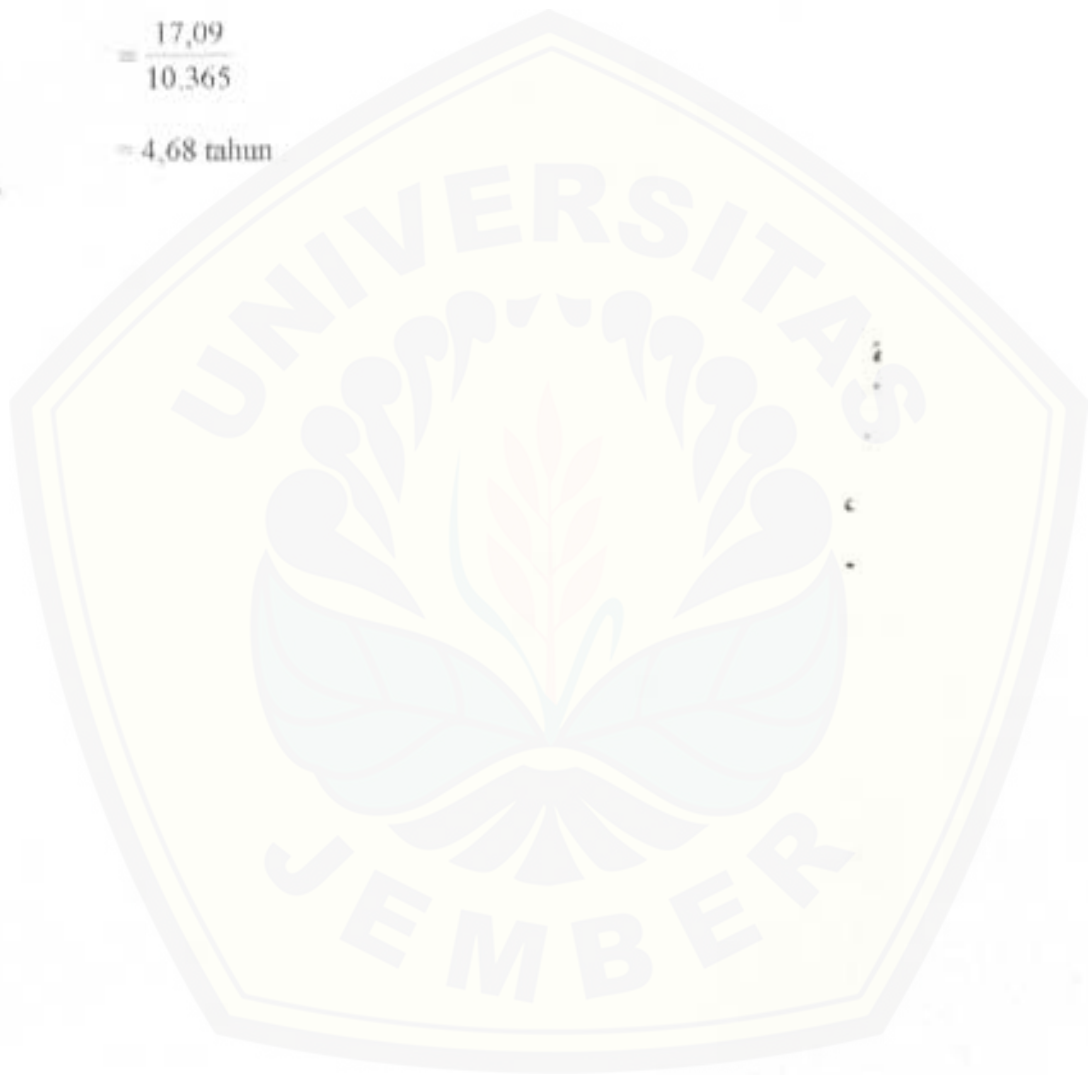 = 17,09
10.365
= 4,68 tahun
UNIVERSITAS
JEMBER